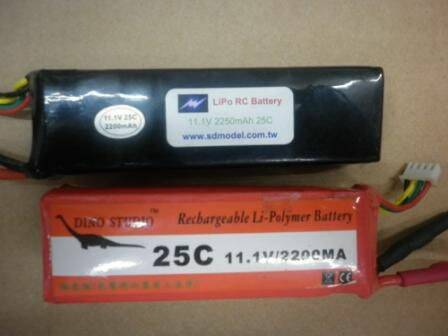 LiPo RC Battery
11.1V 2250mAh 25C
www.sdmodel.com.tw
11.1V 25C
2200mAh
DINO STUDIO TM
Rechargeable Li-Polymer Battery
25C 11.1V/2200MA